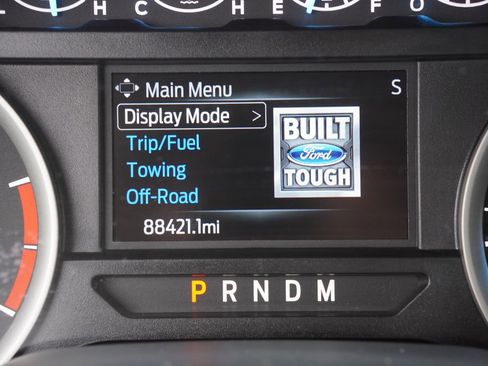 L H C H E F O
Main Menu S
Display Mode >
BUILT
Ford
TOUGH
Trip/Fuel
Towing
Off-Road
88421.1mi
P R N D M